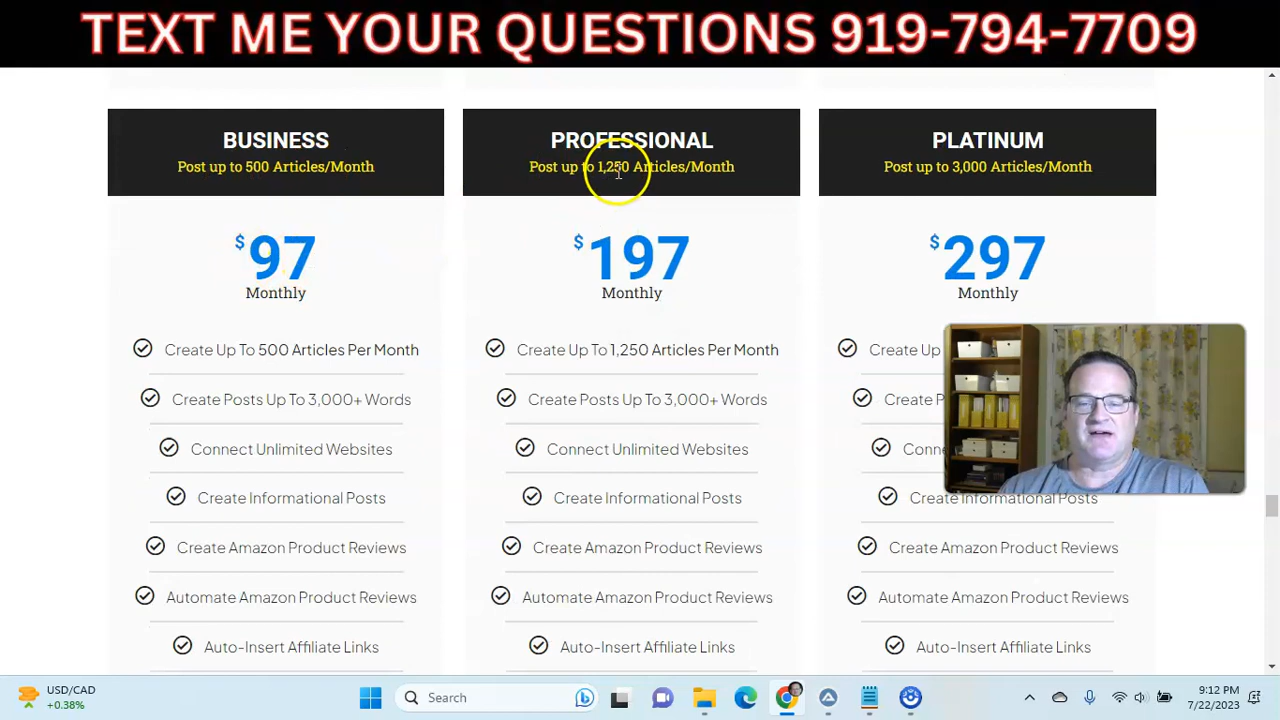 TEXT ME YOUR QUESTIONS 919-794-7709
BUSINESS
Post up to 500 Articles/Month
$97
Monthly
Create Up To 500 Articles Per Month
Create Posts Up To 3,000+ Words
Connect Unlimited Websites
Create Informational Posts
Create Amazon Product Reviews
Automate Amazon Product Reviews
Auto-Insert Affiliate Links
PROFESSIONAL
Post up to 1,250 Articles/Month
$197
Monthly
Create Up To 1,250 Articles Per Month
Create Posts Up To 3,000+ Words
Connect Unlimited Websites
Create Informational Posts
Create Amazon Product Reviews
Automate Amazon Product Reviews
Auto-Insert Affiliate Links
PLATINUM
Post up to 3,000 Articles/Month
$297
Monthly
Create Up
Create P
Conne
Create Informational Posts
Create Amazon Product Reviews
Automate Amazon Product Reviews
Auto-Insert Affiliate Links
USD/CAD
+0.38%
Search
9:12 PM
7/22/2023